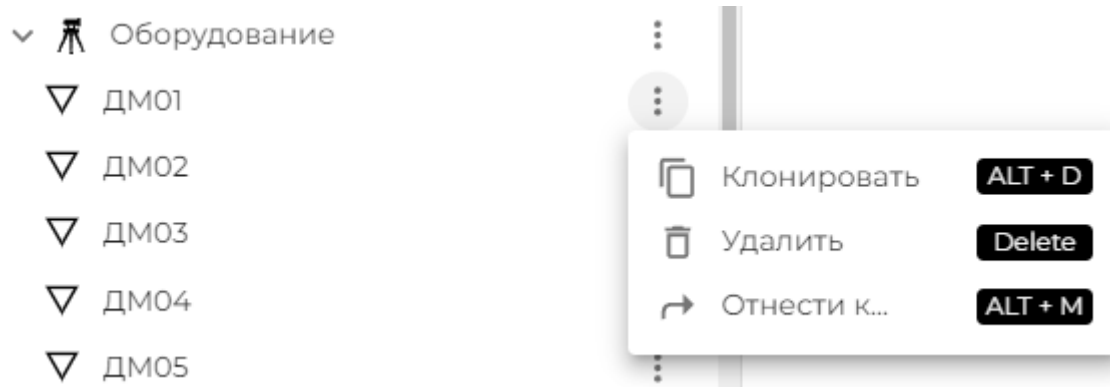 Оборудование
ДМ01
ДМ02
Клонировать ALT + D
ДМ03
Удалить Delete
ДМ04
Отнести к... ALT + M
ДМ05